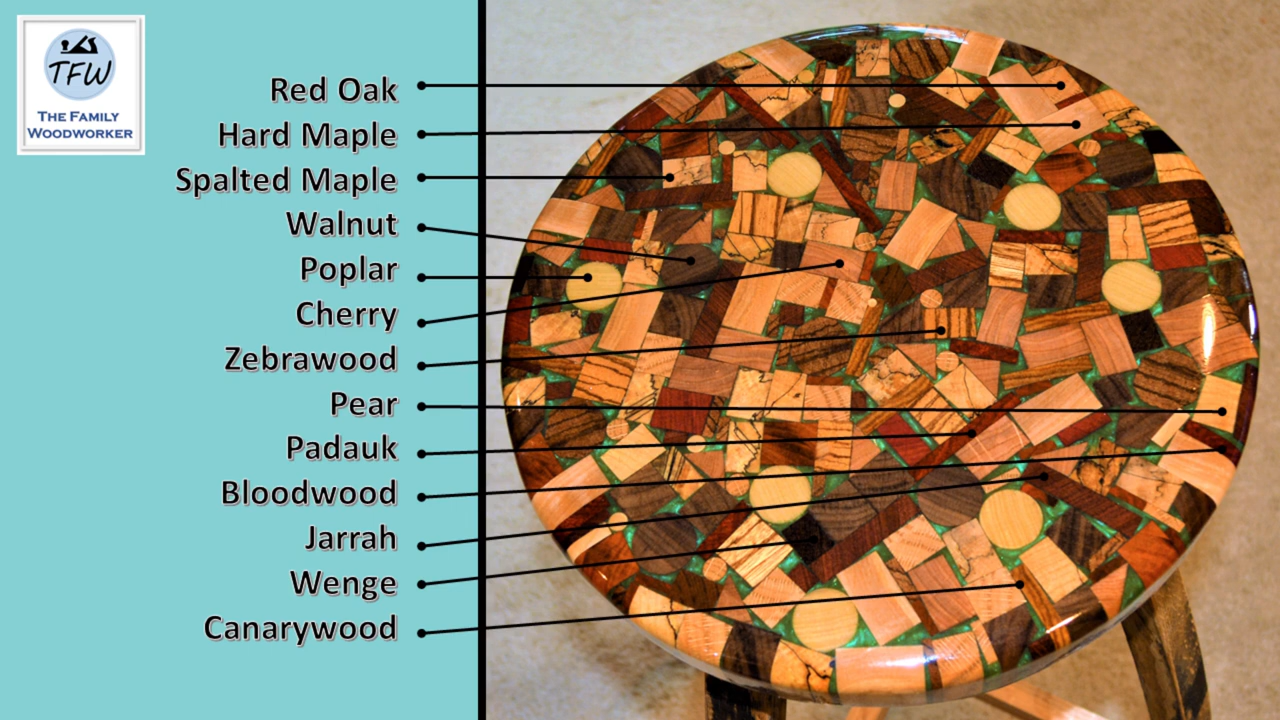 TFW
THE FAMILY
WOODWORKER
Red Oak
Hard Maple
Spalted Maple
Walnut
Poplar
Cherry
Zebrawood
Pear
Padauk
Bloodwood
Jarrah
Wenge
Canarywood